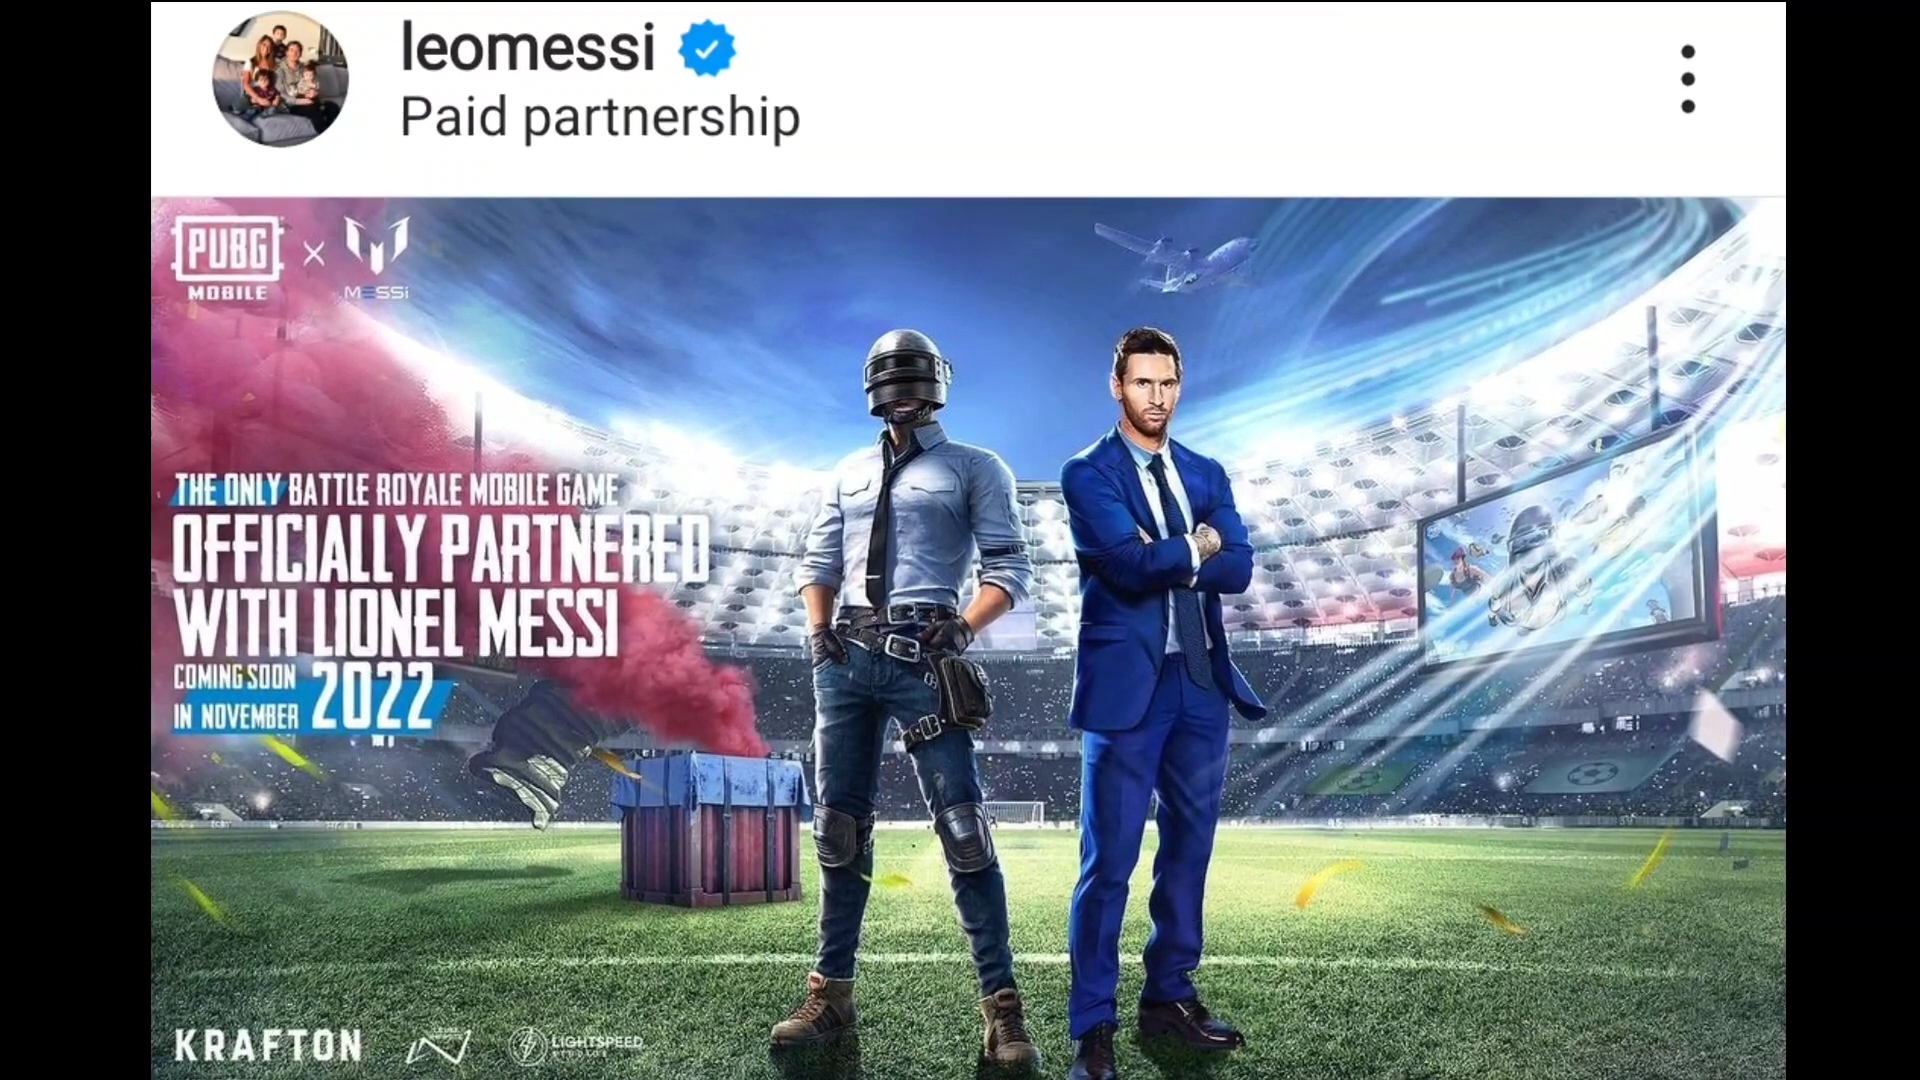 leomessi
Paid partnership
PUBG X MESSi
MOBILE
THE ONLY BATTLE ROYALE MOBILE GAME
OFFICIALLY PARTNERED
WITH LIONEL MESSI
COMING SOON
IN NOVEMBER 2022
KRAFTON
LIGHTSPEED
STUDIOS